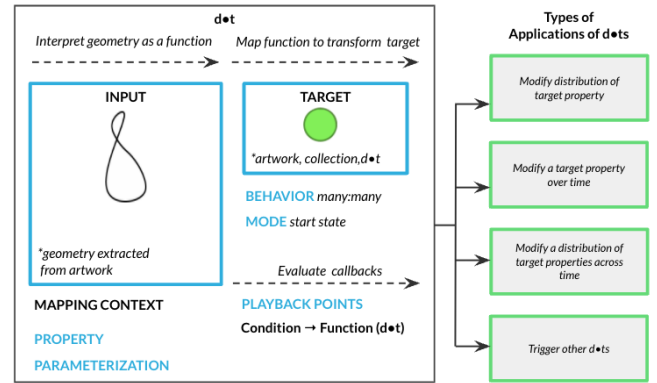 d●t
Interpret geometry as a function
Map function to transform target
INPUT
*geometry extracted
from artwork
TARGET
*artwork, collection,d●t
BEHAVIOR many:many
MODE start state
Evaluate callbacks
MAPPING CONTEXT
PROPERTY
PARAMETERIZATION
PLAYBACK POINTS
Condition → Function (d●t)
Types of
Applications of d●ts
Modify distribution of
target property
Modify a target property
over time
Modify a distribution of
target properties across
time
Trigger other d●ts